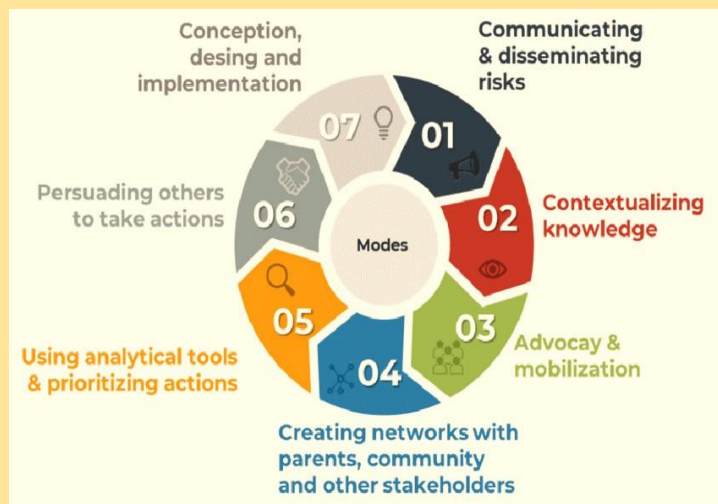 Communicating
& disseminating
risks
01
Contextualizing
knowledge
02
Advocay &
mobilization
03
Creating networks with
parents, community
and other stakeholders
04
Using analytical tools
& prioritizing actions
05
Persuading others
to take actions
06
Conception,
desing and
implementation
07
Modes